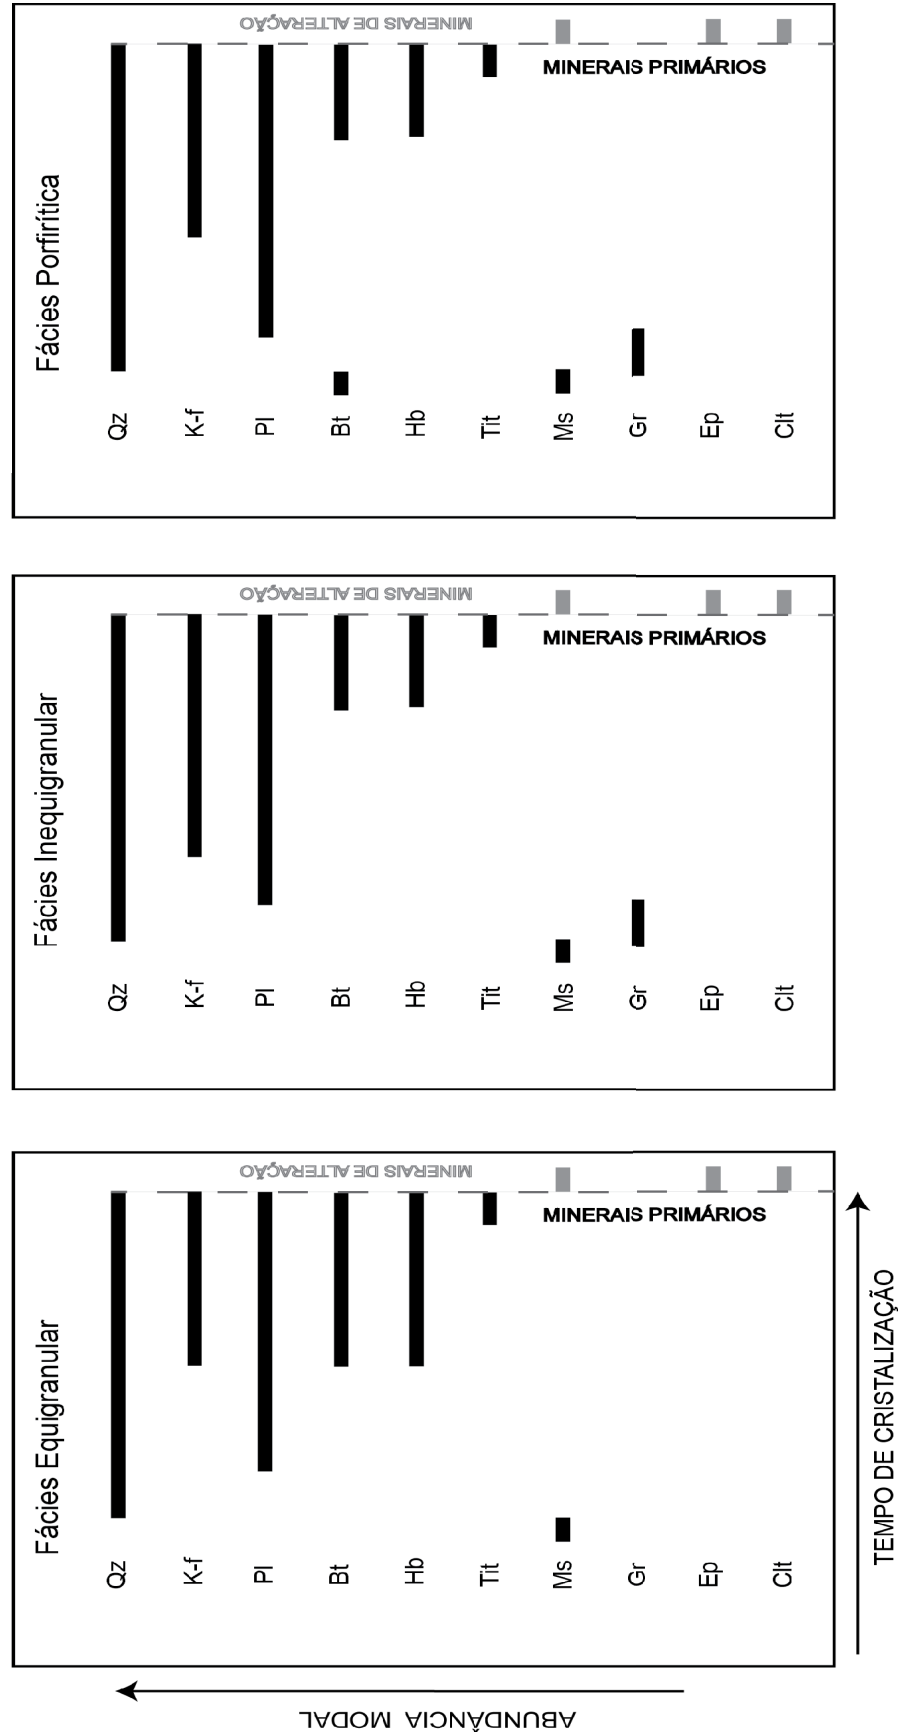 ABUNDÂNCIA MODAL
Fácies Equigranular
Qz
K-f
Pl
Bt
Hb
Tit
Ms
Gr
Ep
Clt
MINERAIS PRIMÁRIOS
MINERAIS DE ALTERAÇÃO
TEMPO DE CRISTALIZAÇÃO
Fácies Inequigranular
Qz
K-f
Pl
Bt
Hb
Tit
Ms
Gr
Ep
Clt
MINERAIS PRIMÁRIOS
MINERAIS DE ALTERAÇÃO
Fácies Porfirítica
Qz
K-f
Pl
Bt
Hb
Tit
Ms
Gr
Ep
Clt
MINERAIS PRIMÁRIOS
MINERAIS DE ALTERAÇÃO